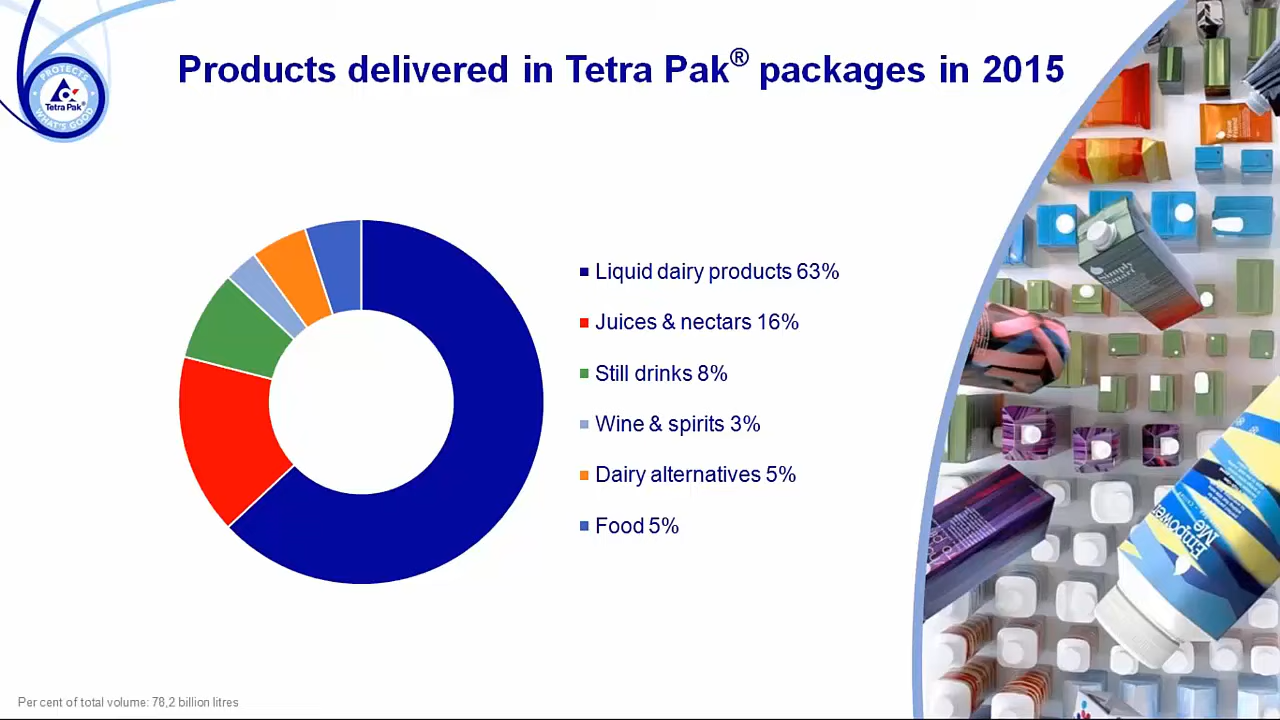 Products delivered in Tetra Pak® packages in 2015
PROTECTS
Tetra Pak®
WHAT'S GOOD
Liquid dairy products 63%
Juices & nectars 16%
Still drinks 8%
Wine & spirits 3%
Dairy alternatives 5%
Food 5%
Simply
Smart
Empower
Me
Per cent of total volume: 78,2 billion litres